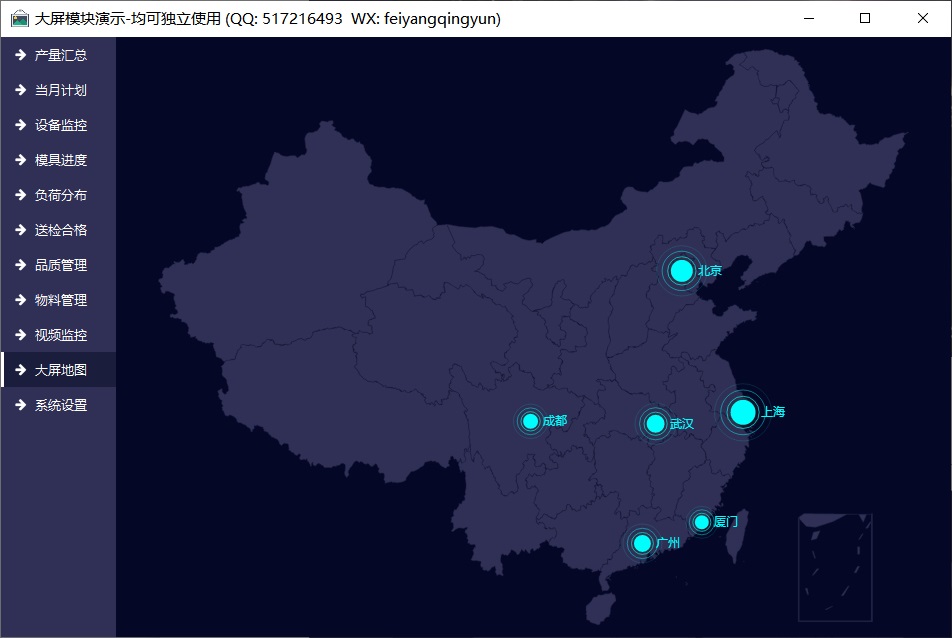 大屏模块演示-均可独立使用 (QQ: 517216493  WX: feiyangqingyun)
产量汇总
当月计划
设备监控
模具进度
负荷分布
送检合格
品质管理
物料管理
视频监控
大屏地图
系统设置
北京
上海
成都
武汉
厦门
广州